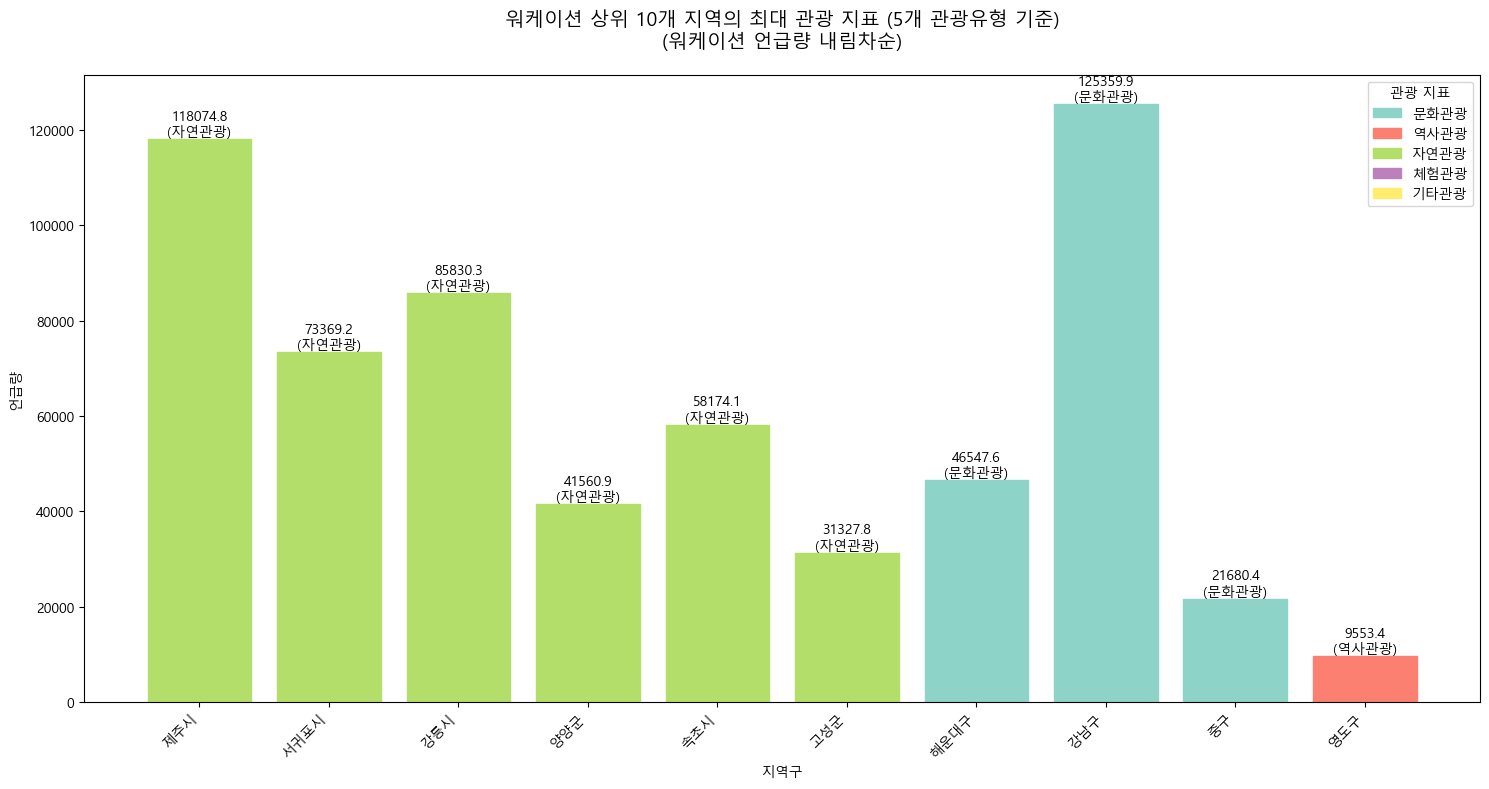 워케이션 상위 10개 지역의 최대 관광 지표 (5개 관광유형 기준)
(워케이션 언급량 내림차순)
언급량
120000
100000
80000
60000
40000
20000
0
118074.8
(자연관광)
73369.2
(자연관광)
85830.3
(자연관광)
41560.9
(자연관광)
58174.1
(자연관광)
31327.8
(자연관광)
46547.6
(문화관광)
125359.9
(문화관광)
21680.4
(문화관광)
9553.4
(역사관광)
관광 지표
문화관광
역사관광
자연관광
체험관광
기타관광
제주시
서귀포시
강릉시
양양군
속초시
고성군
해운대구
강남구
중구
영도구
지역구